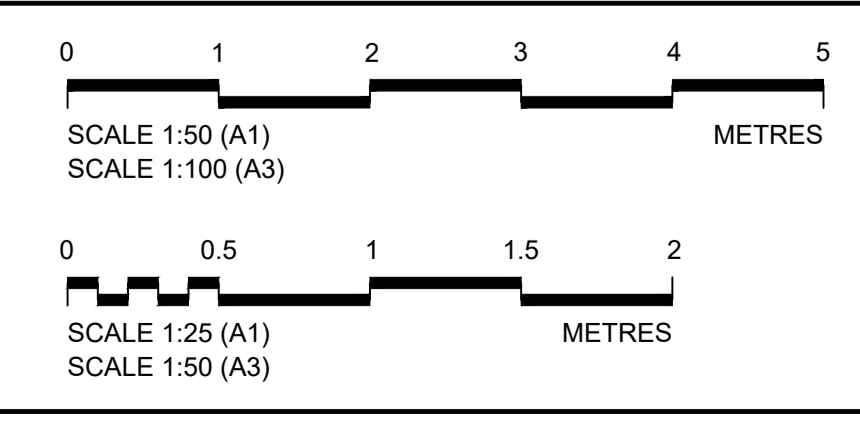 0 1 2 3 4 5
SCALE 1:50 (A1) METRES
SCALE 1:100 (A3)
0 0.5 1 1.5 2
SCALE 1:25 (A1) METRES
SCALE 1:50 (A3)